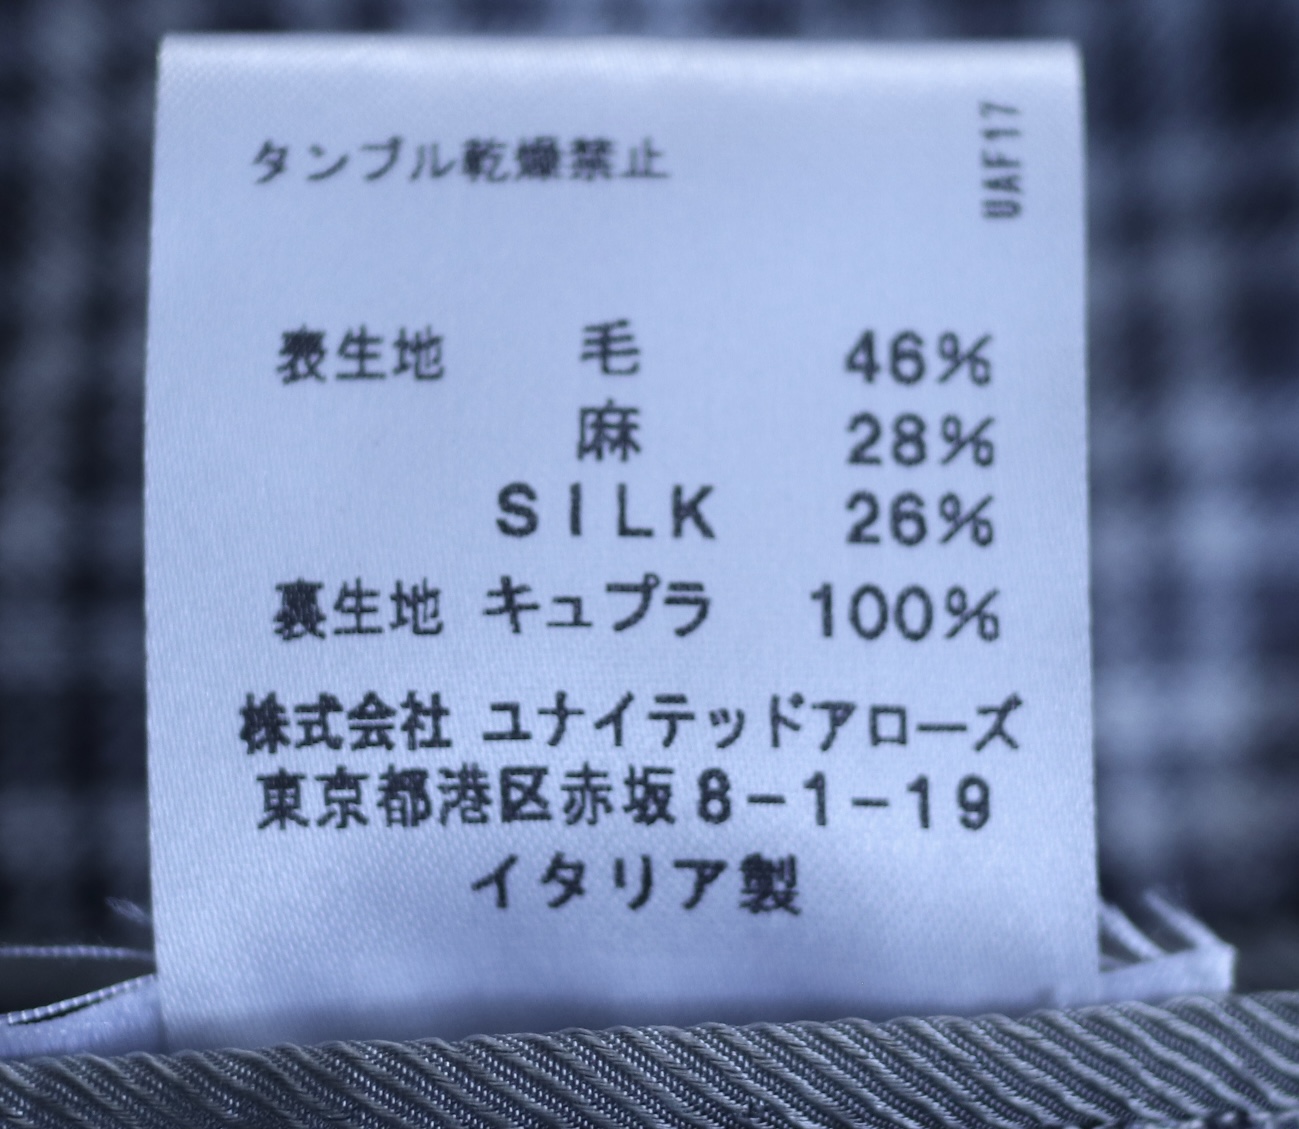 タンブル乾燥禁止
UAF17
表生地 毛 46%
麻 28%
SILK 26%
裏生地 キュプラ 100%
株式会社 ユナイテッドアローズ
東京都港区赤坂8-1-19
イタリア製